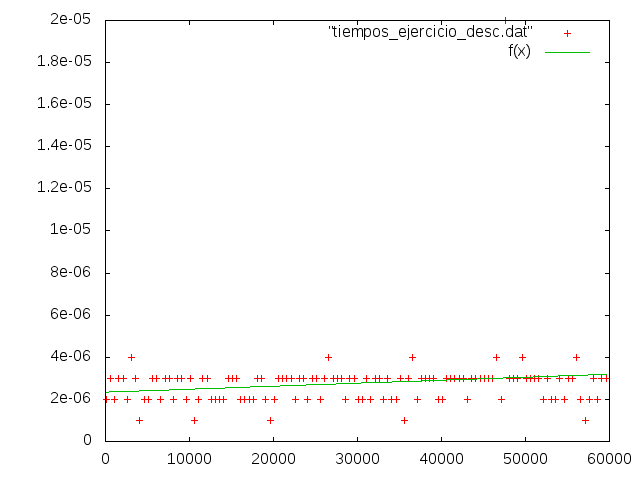 2e-05
1.8e-05
1.6e-05
1.4e-05
1.2e-05
1e-05
8e-06
6e-06
4e-06
2e-06
0
"tiempos_ejercicio_desc.dat"
f(x)
0 10000 20000 30000 40000 50000 60000